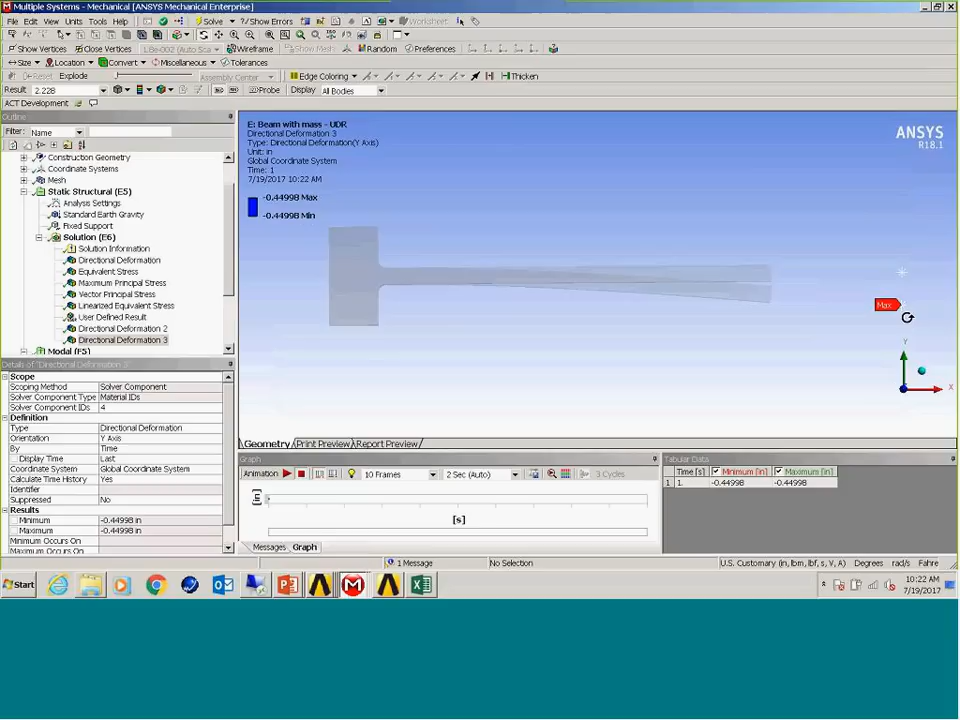 Multiple Systems - Mechanical [ANSYS Mechanical Enterprise]
File Edit View Units Tools Help Solve ?/Show Errors Worksheet
Show Vertices Close Vertices 1.8e-002 (Auto Sca Wireframe Show Mesh Random Preferences
Size Location Convert Miscellaneous Tolerances
Reset Explode Assembly Center Edge Coloring Thicken
Result 2.228 Probe Display All Bodies
ACT Development
Outline
Filter: Name
Construction Geometry
Coordinate Systems
Mesh
Static Structural (E5)
Analysis Settings
Standard Earth Gravity
Fixed Support
Solution (E6)
Solution Information
Directional Deformation
Equivalent Stress
Maximum Principal Stress
Vector Principal Stress
Linearized Equivalent Stress
User Defined Result
Directional Deformation 2
Directional Deformation 3
Modal (F5)
Details of "Directional Deformation 3"
Scope
Scoping Method Solver Component
Solver Component Type Material IDs
Solver Component IDs 4
Definition
Type Directional Deformation
Orientation Y Axis
By Time
Display Time Last
Coordinate System Global Coordinate System
Calculate Time History Yes
Identifier
Suppressed No
Results
Minimum -0.44998 in
Maximum -0.44998 in
Minimum Occurs On
Maximum Occurs On
E: Beam with mass - UDR
Directional Deformation 3
Type: Directional Deformation(Y Axis)
Unit: in
Global Coordinate System
Time: 1
7/19/2017 10:22 AM
-0.44998 Max
-0.44998 Min
ANSYS
R18.1
Max
Y
X
Geometry Print Preview Report Preview
Graph
Animation 10 Frames 2 Sec (Auto) 3 Cycles
[in]
[s]
Messages Graph
Tabular Data
Time [s] Minimum [in] Maximum [in]
1 1. -0.44998 -0.44998
1 Message No Selection U.S. Customary (in, lbm, lbf, s, V, A) Degrees rad/s Fahre
Start
10:22 AM
7/19/2017